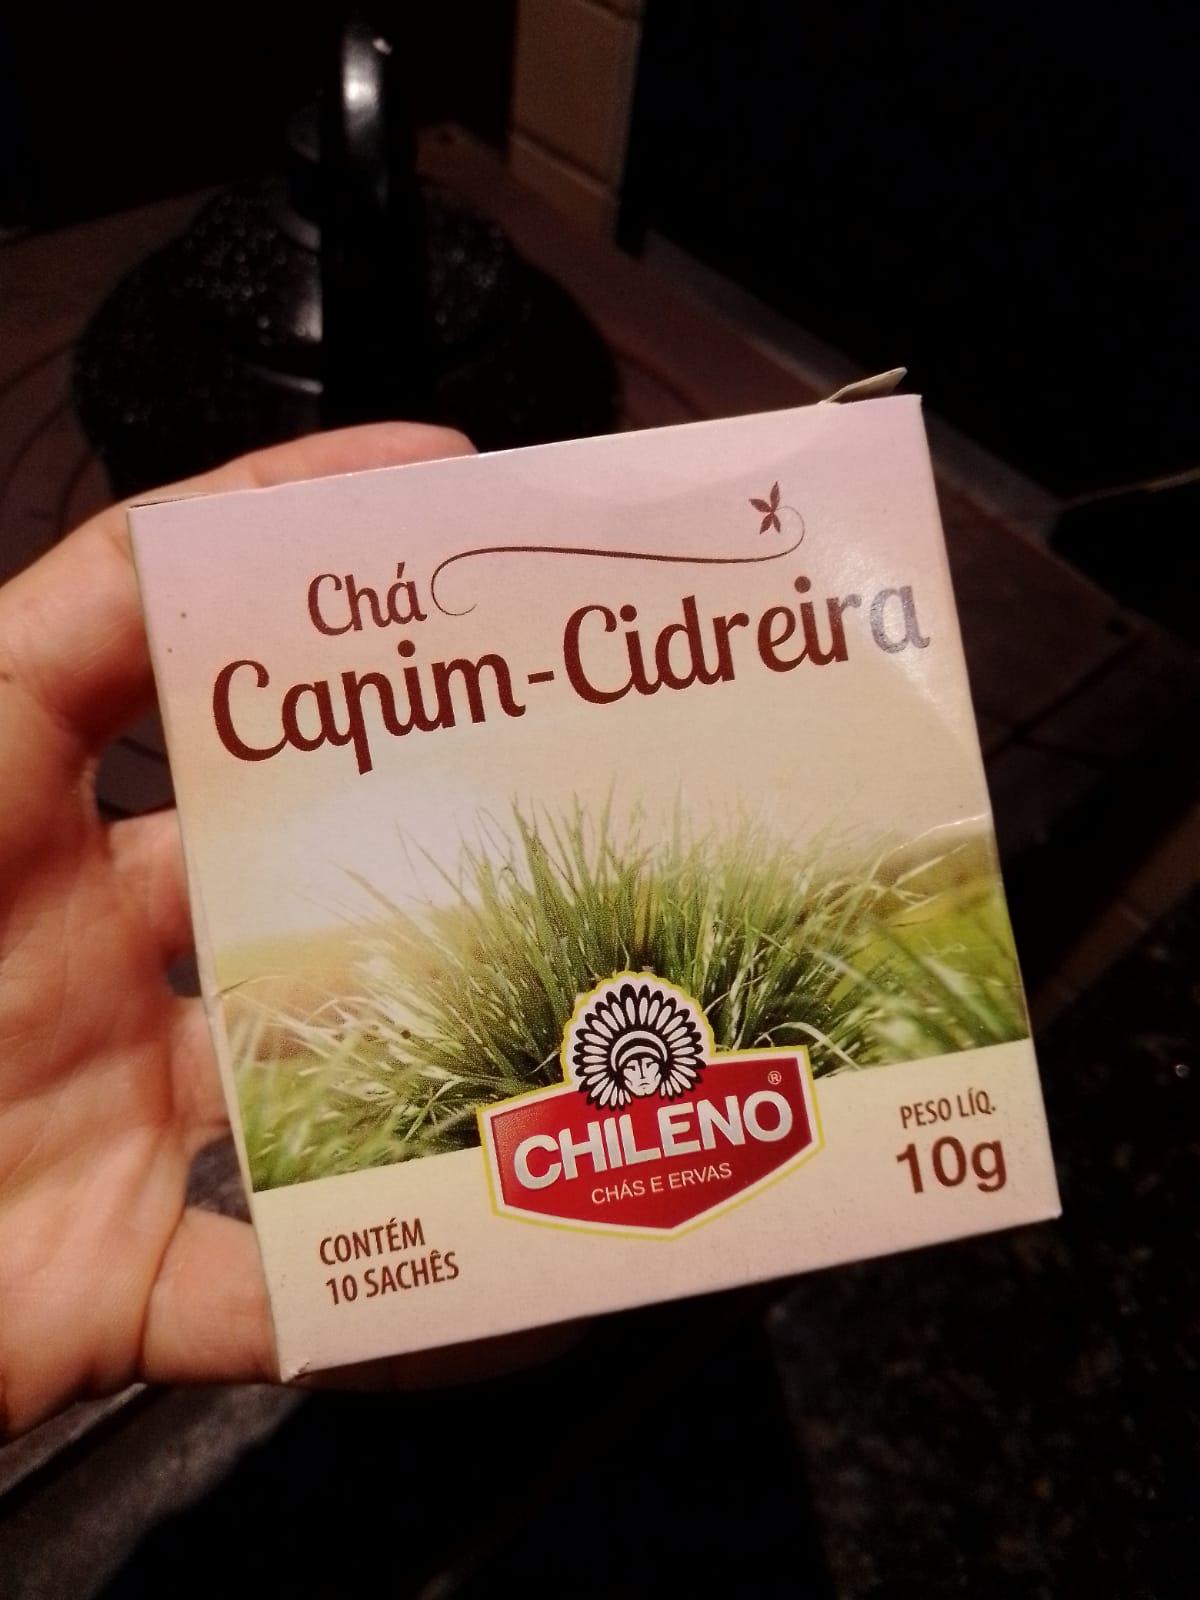 Chá
Capim-Cidreira
CHILENO®
CHÁS E ERVAS
PESO LÍQ.
10g
CONTÉM
10 SACHÊS